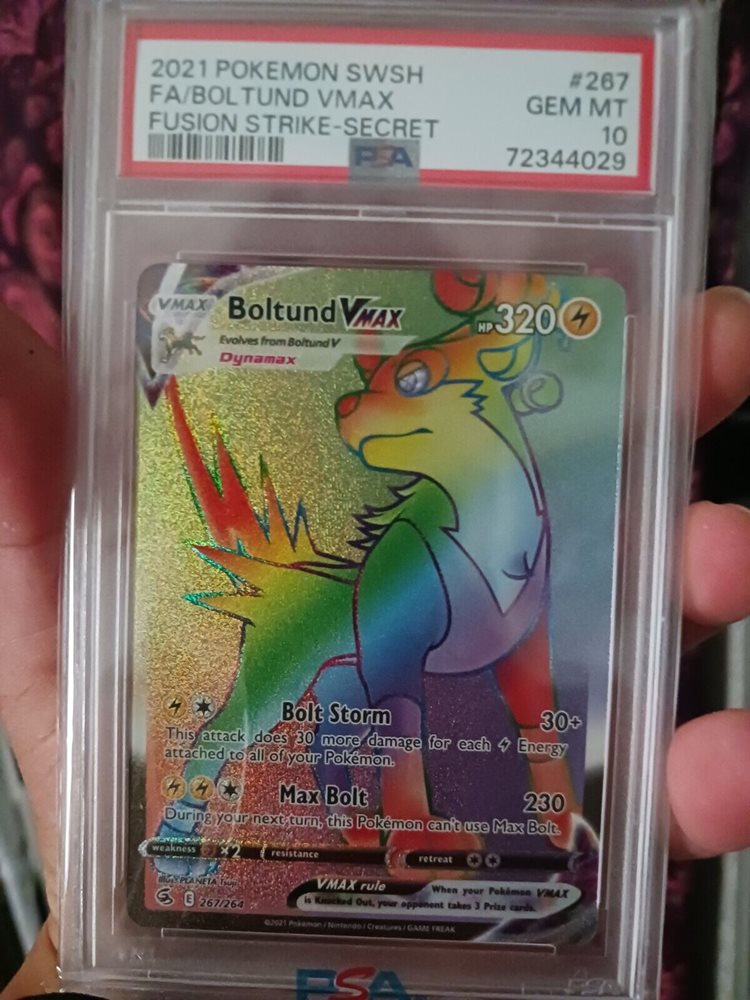 2021 POKEMON SWSH #267
FA/BOLTUND VMAX GEM MT
FUSION STRIKE-SECRET 10
PSA 72344029
VMAX Boltund VMAX HP 320
Evolves from Boltund V
Dynamax
Bolt Storm 30+
This attack does 30 more damage for each Energy
attached to all of your Pokémon.
Max Bolt 230
During your next turn, this Pokémon can't use Max Bolt.
weakness ×2 resistance retreat
Illus. PLANETA Tsuji
VMAX rule When your Pokémon VMAX
is Knocked Out, your opponent takes 3 Prize cards.
E 267/264
©2021 Pokémon / Nintendo / Creatures / GAME FREAK
PSA